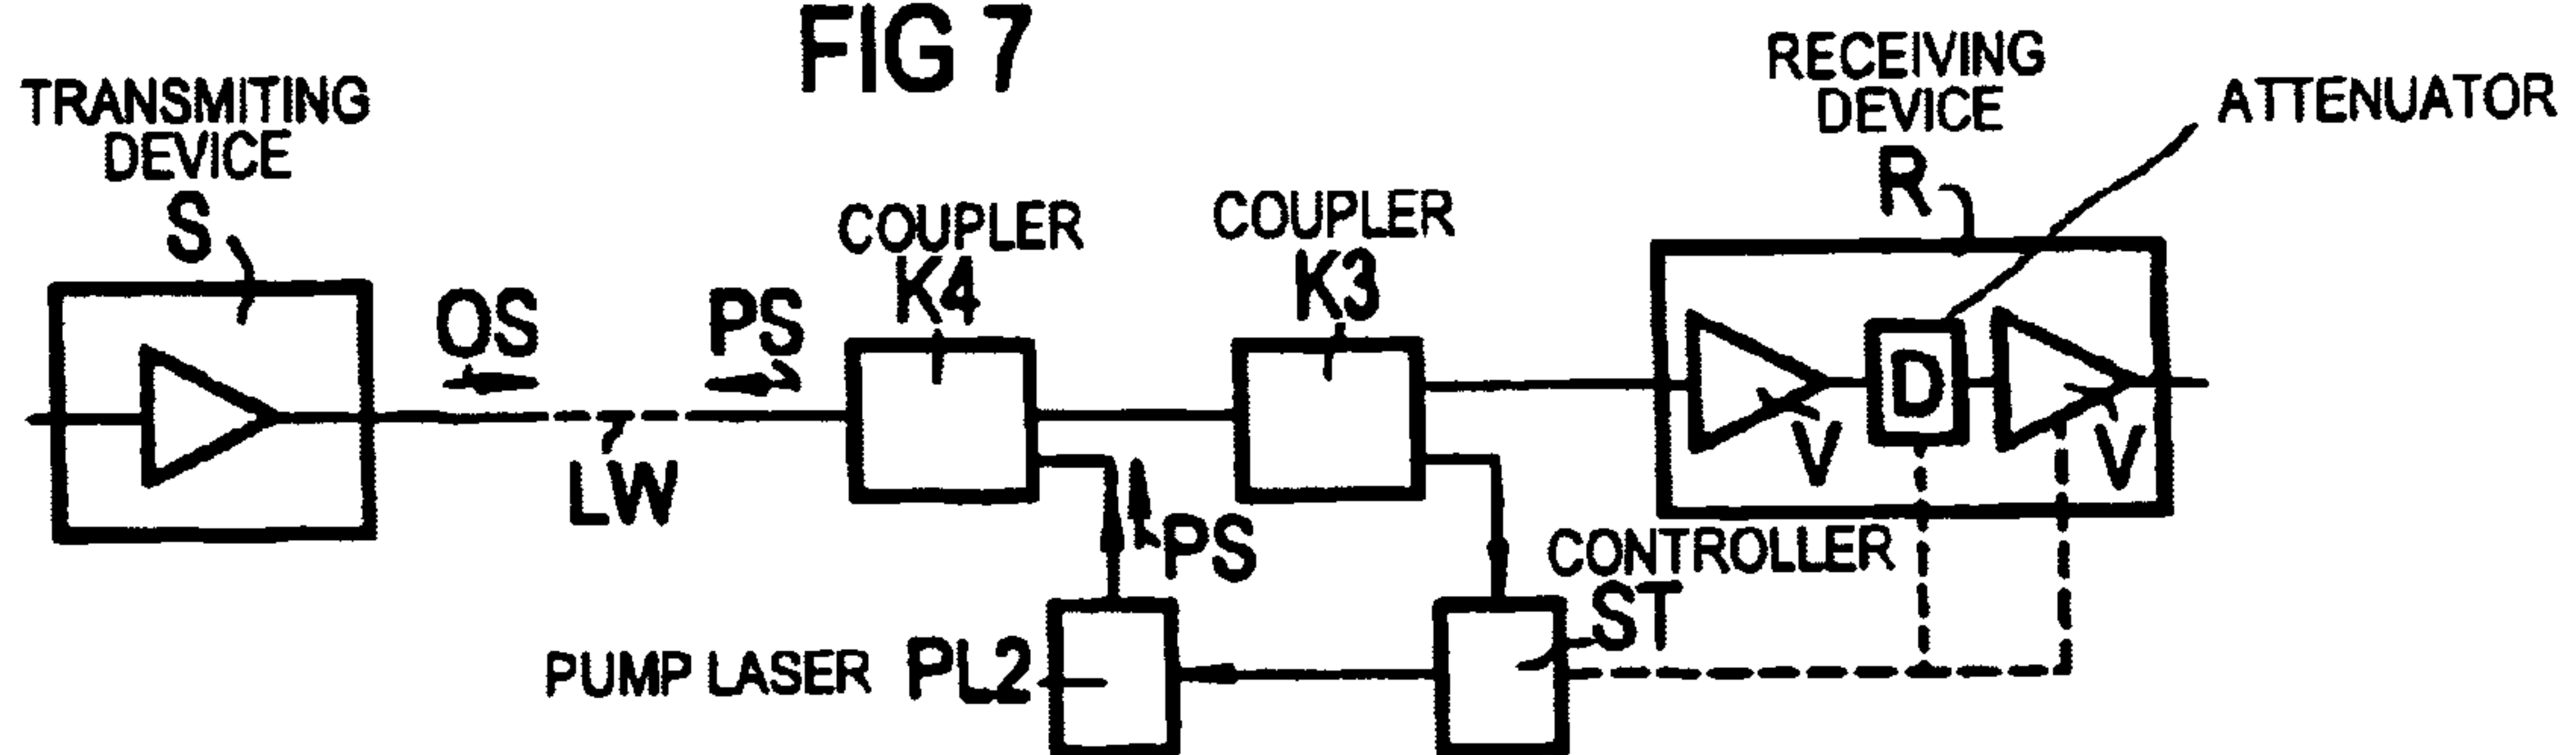 FIG 7
TRANSMITING
DEVICE
S
OS
PS
LW
COUPLER
K4
COUPLER
K3
RECEIVING
DEVICE
R
ATTENUATOR
V
D
V
PS
CONTROLLER
ST
PUMP LASER PL2